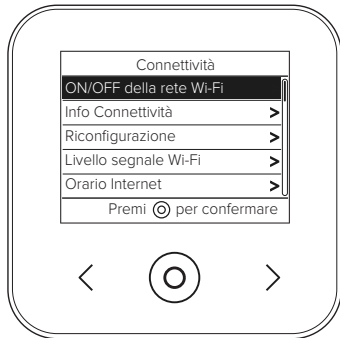 Connettività
ON/OFF della rete Wi-Fi
Info Connettività >
Riconfigurazione >
Livello segnale Wi-Fi >
Orario Internet >
Premi ◎ per confermare